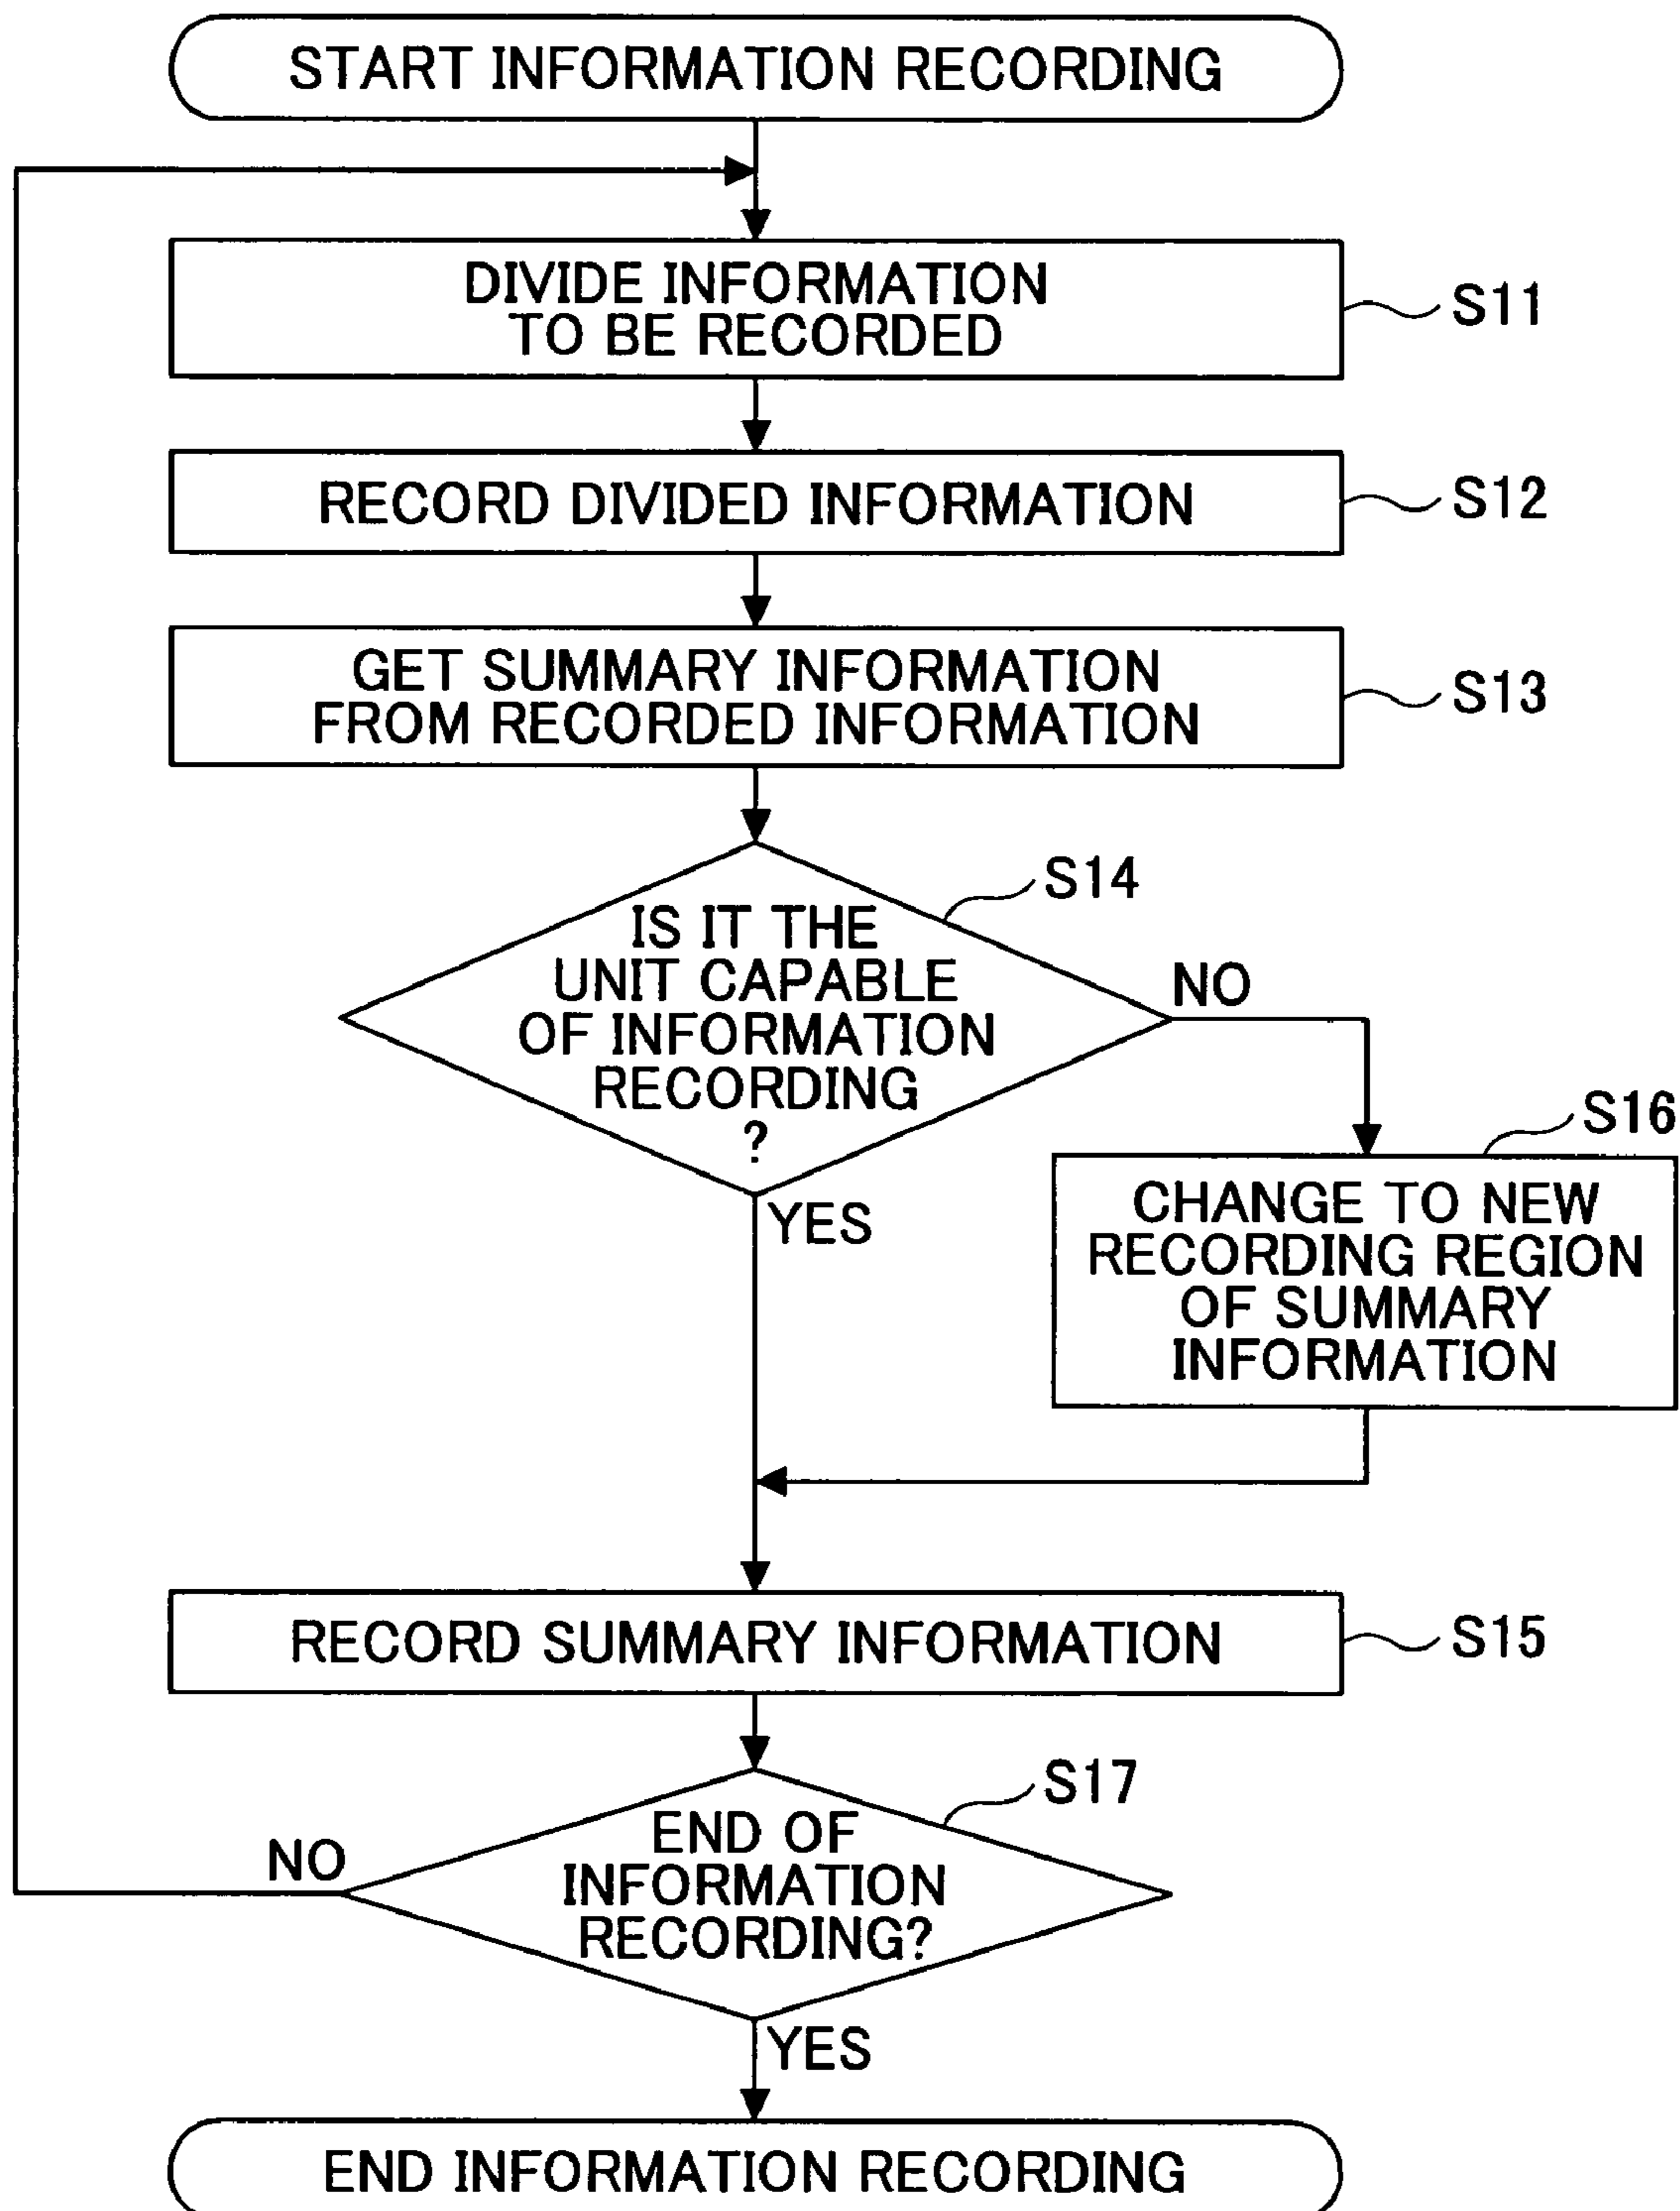 START INFORMATION RECORDING
DIVIDE INFORMATION
TO BE RECORDED
S11
RECORD DIVIDED INFORMATION
S12
GET SUMMARY INFORMATION
FROM RECORDED INFORMATION
S13
S14
IS IT THE
UNIT CAPABLE
OF INFORMATION
RECORDING
?
NO
YES
S16
CHANGE TO NEW
RECORDING REGION
OF SUMMARY
INFORMATION
RECORD SUMMARY INFORMATION
S15
S17
END OF
INFORMATION
RECORDING?
NO
YES
END INFORMATION RECORDING